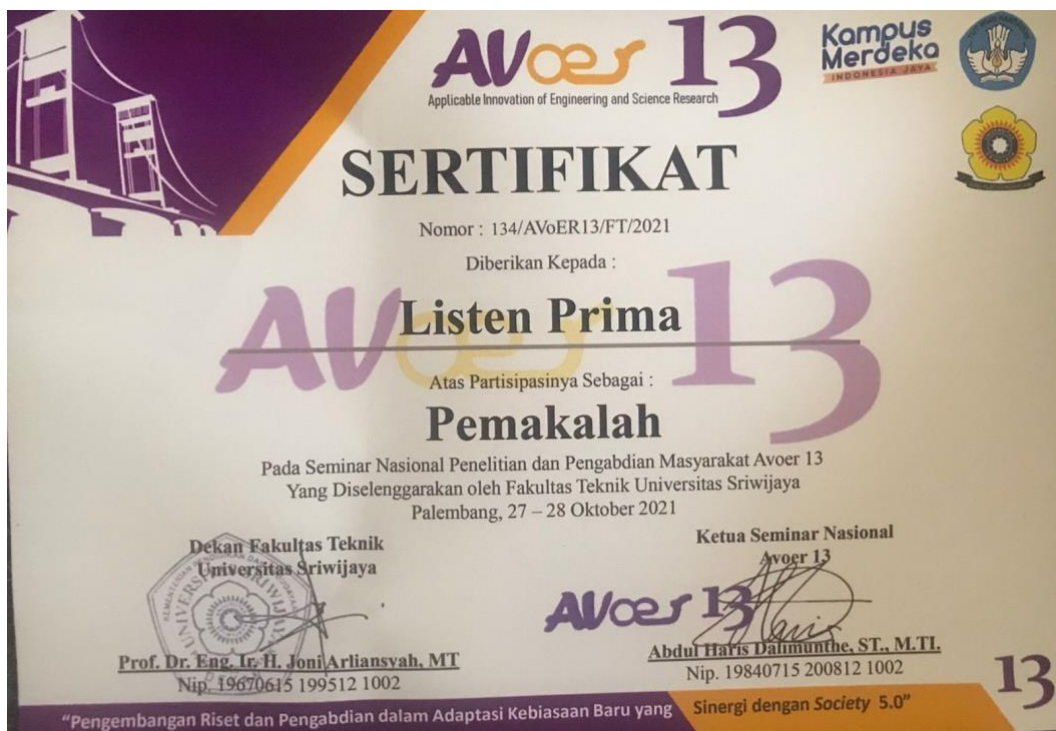 AVoer 13
Applicable Innovation of Engineering and Science Research
Kampus
Merdeka
INDONESIA JAYA
SERTIFIKAT
Nomor : 134/AVoER13/FT/2021
Diberikan Kepada :
AVoer 13
Listen Prima
Atas Partisipasinya Sebagai :
Pemakalah
Pada Seminar Nasional Penelitian dan Pengabdian Masyarakat Avoer 13
Yang Diselenggarakan oleh Fakultas Teknik Universitas Sriwijaya
Palembang, 27 – 28 Oktober 2021
Dekan Fakultas Teknik
Universitas Sriwijaya
Prof. Dr. Eng. Ir. H. Joni Arliansyah, MT
Nip. 19670615 199512 1002
Ketua Seminar Nasional
Avoer 13
AVoer 13
Abdul Haris Dalimunthe, ST., M.TI.
Nip. 19840715 200812 1002
13
“Pengembangan Riset dan Pengabdian dalam Adaptasi Kebiasaan Baru yang Sinergi dengan Society 5.0”